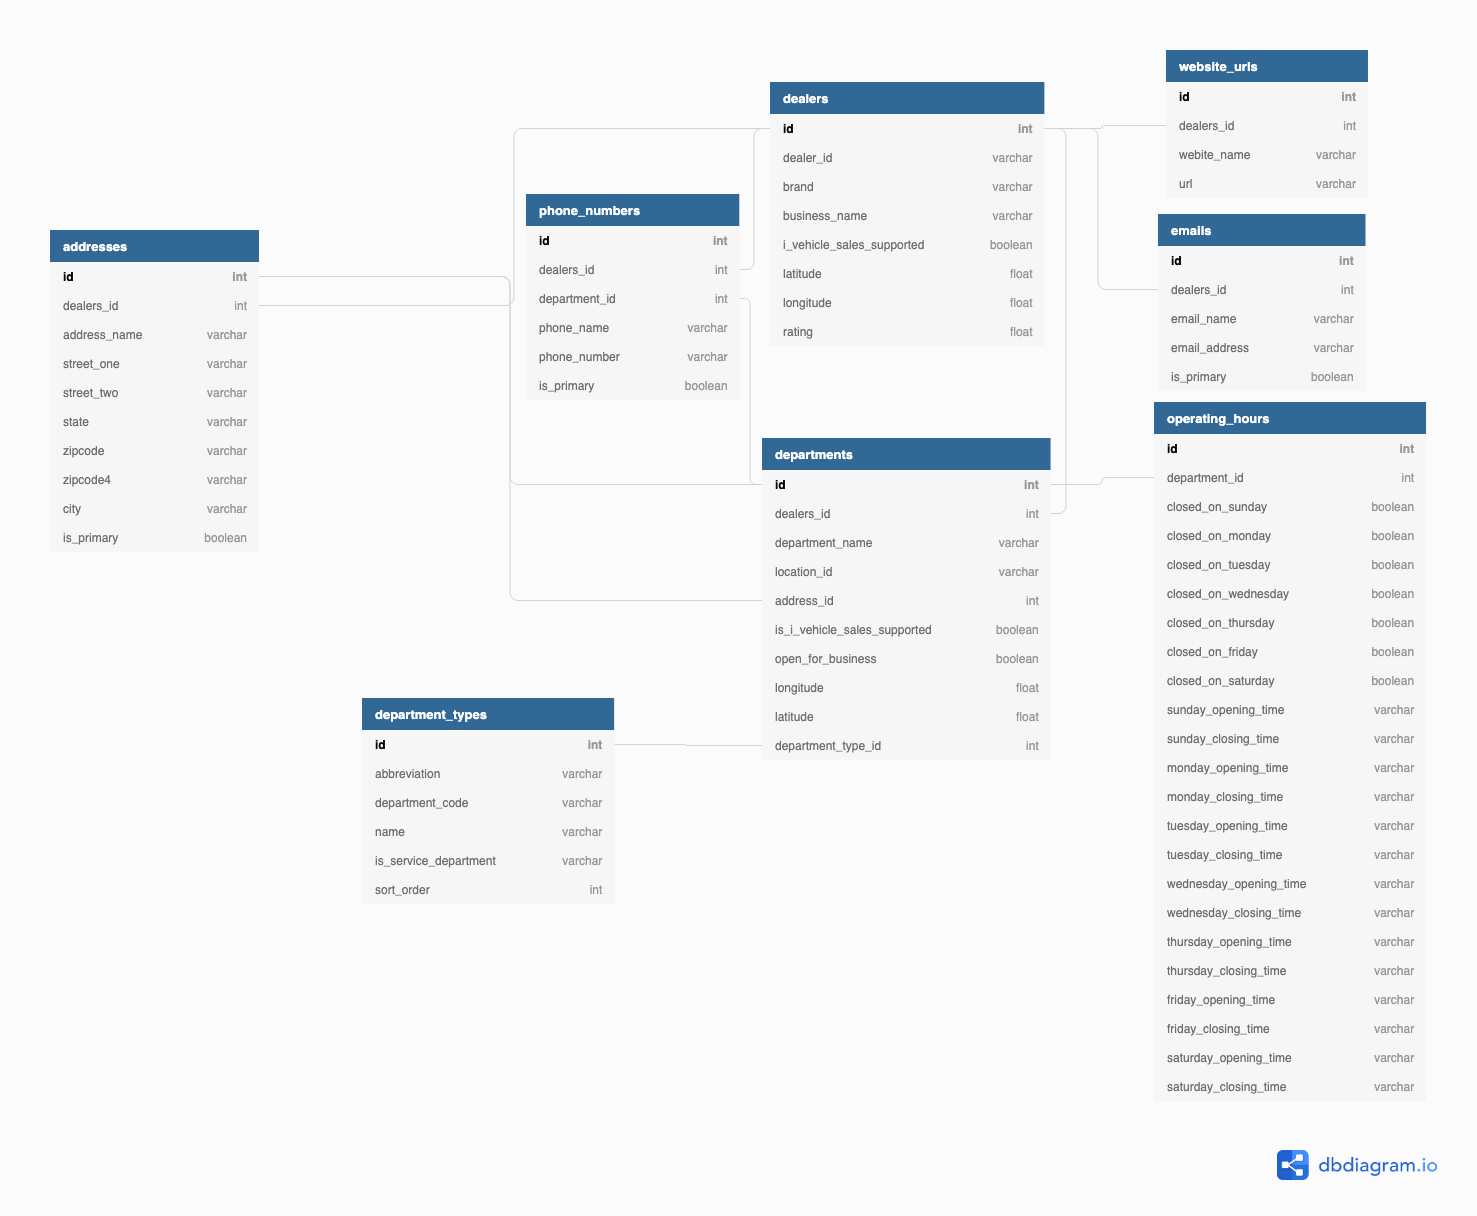 website_urls
id int
dealers_id int
webite_name varchar
url varchar
dealers
id int
dealer_id varchar
brand varchar
business_name varchar
i_vehicle_sales_supported boolean
latitude float
longitude float
rating float
phone_numbers
id int
dealers_id int
department_id int
phone_name varchar
phone_number varchar
is_primary boolean
emails
id int
dealers_id int
email_name varchar
email_address varchar
is_primary boolean
addresses
id int
dealers_id int
address_name varchar
street_one varchar
street_two varchar
state varchar
zipcode varchar
zipcode4 varchar
city varchar
is_primary boolean
operating_hours
id int
department_id int
closed_on_sunday boolean
closed_on_monday boolean
closed_on_tuesday boolean
closed_on_wednesday boolean
closed_on_thursday boolean
closed_on_friday boolean
closed_on_saturday boolean
sunday_opening_time varchar
sunday_closing_time varchar
monday_opening_time varchar
monday_closing_time varchar
tuesday_opening_time varchar
tuesday_closing_time varchar
wednesday_opening_time varchar
wednesday_closing_time varchar
thursday_opening_time varchar
thursday_closing_time varchar
friday_opening_time varchar
friday_closing_time varchar
saturday_opening_time varchar
saturday_closing_time varchar
departments
id int
dealers_id int
department_name varchar
location_id varchar
address_id int
is_i_vehicle_sales_supported boolean
open_for_business boolean
longitude float
latitude float
department_type_id int
department_types
id int
abbreviation varchar
department_code varchar
name varchar
is_service_department varchar
sort_order int
dbdiagram.io